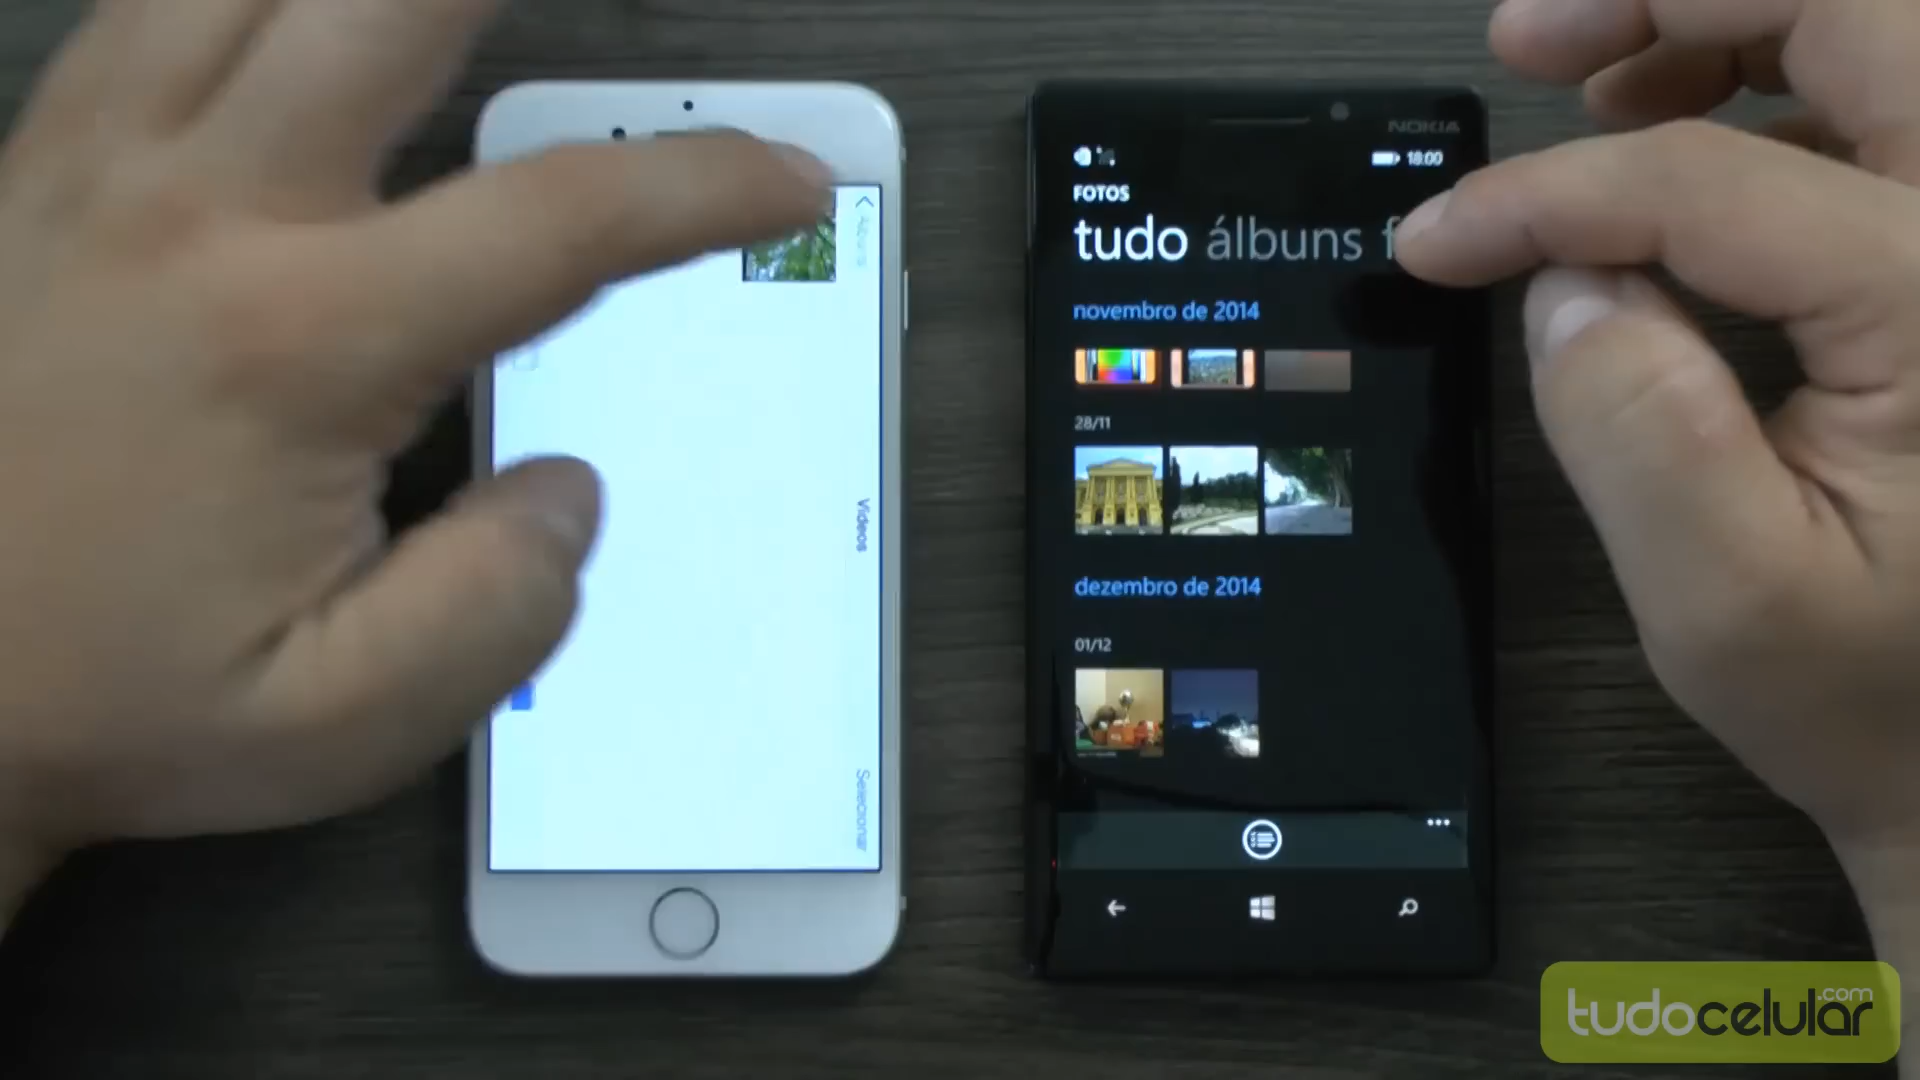 Álbuns
Vídeos
Selecionar
NOKIA
18:00
FOTOS
tudo álbuns f
novembro de 2014
28/11
dezembro de 2014
01/12
tudocelular.com